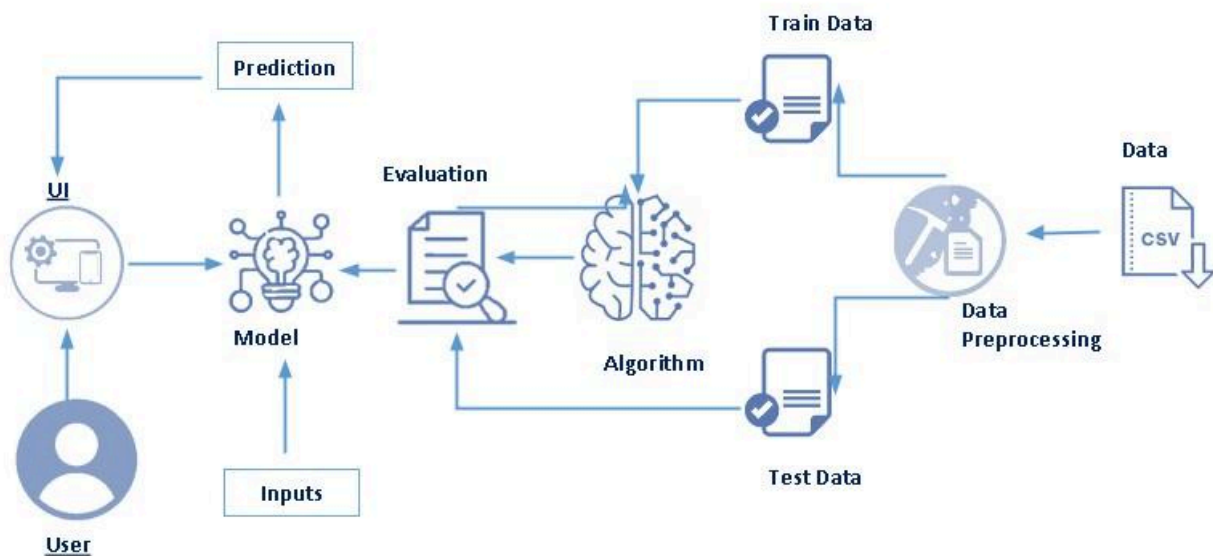 Train Data
Prediction
Data
Evaluation
UI
CSV
Model
Data
Preprocessing
Algorithm
Test Data
Inputs
User